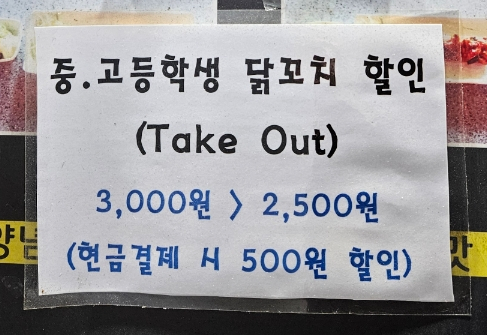 중.고등학생 닭꼬치 할인
(Take Out)
3,000원 > 2,500원
(현금결제 시 500원 할인)
맛